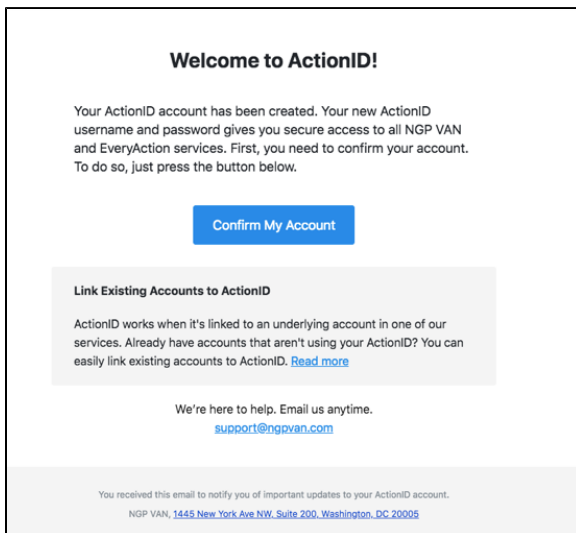 Welcome to ActionID!
Your ActionID account has been created. Your new ActionID
username and password gives you secure access to all NGP VAN
and EveryAction services. First, you need to confirm your account.
To do so, just press the button below.
Confirm My Account
Link Existing Accounts to ActionID
ActionID works when it's linked to an underlying account in one of our
services. Already have accounts that aren't using your ActionID? You can
easily link existing accounts to ActionID. Read more
We're here to help. Email us anytime.
support@ngpvan.com
You received this email to notify you of important updates to your ActionID account.
NGP VAN, 1445 New York Ave NW, Suite 200, Washington, DC 20005